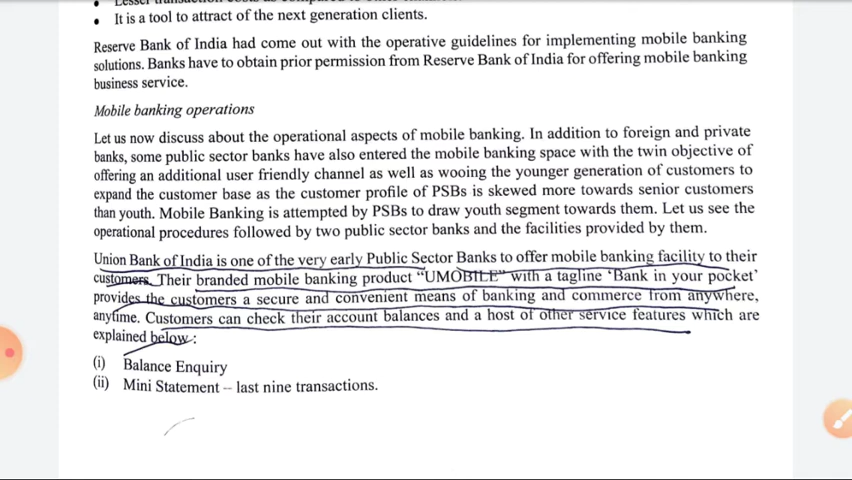 • It is a tool to attract of the next generation clients.
Reserve Bank of India had come out with the operative guidelines for implementing mobile banking
solutions. Banks have to obtain prior permission from Reserve Bank of India for offering mobile banking
business service.
Mobile banking operations
Let us now discuss about the operational aspects of mobile banking. In addition to foreign and private
banks, some public sector banks have also entered the mobile banking space with the twin objective of
offering an additional user friendly channel as well as wooing the younger generation of customers to
expand the customer base as the customer profile of PSBs is skewed more towards senior customers
than youth. Mobile Banking is attempted by PSBs to draw youth segment towards them. Let us see the
operational procedures followed by two public sector banks and the facilities provided by them.
Union Bank of India is one of the very early Public Sector Banks to offer mobile banking facility to their
customers. Their branded mobile banking product “UMOBILE” with a tagline ‘Bank in your pocket’
provides the customers a secure and convenient means of banking and commerce from anywhere,
anytime. Customers can check their account balances and a host of other service features which are
explained below:
(i) Balance Enquiry
(ii) Mini Statement – last nine transactions.